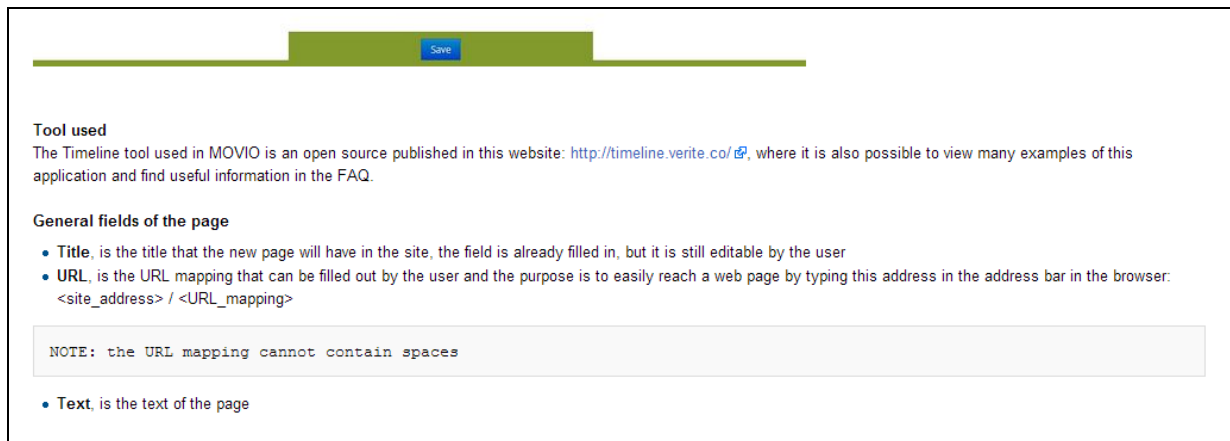 Save
Tool used
The Timeline tool used in MOVIO is an open source published in this website: http://timeline.verite.co/, where it is also possible to view many examples of this
application and find useful information in the FAQ.
General fields of the page
• Title, is the title that the new page will have in the site, the field is already filled in, but it is still editable by the user
• URL, is the URL mapping that can be filled out by the user and the purpose is to easily reach a web page by typing this address in the address bar in the browser:
<site_address> / <URL_mapping>
NOTE: the URL mapping cannot contain spaces
• Text, is the text of the page